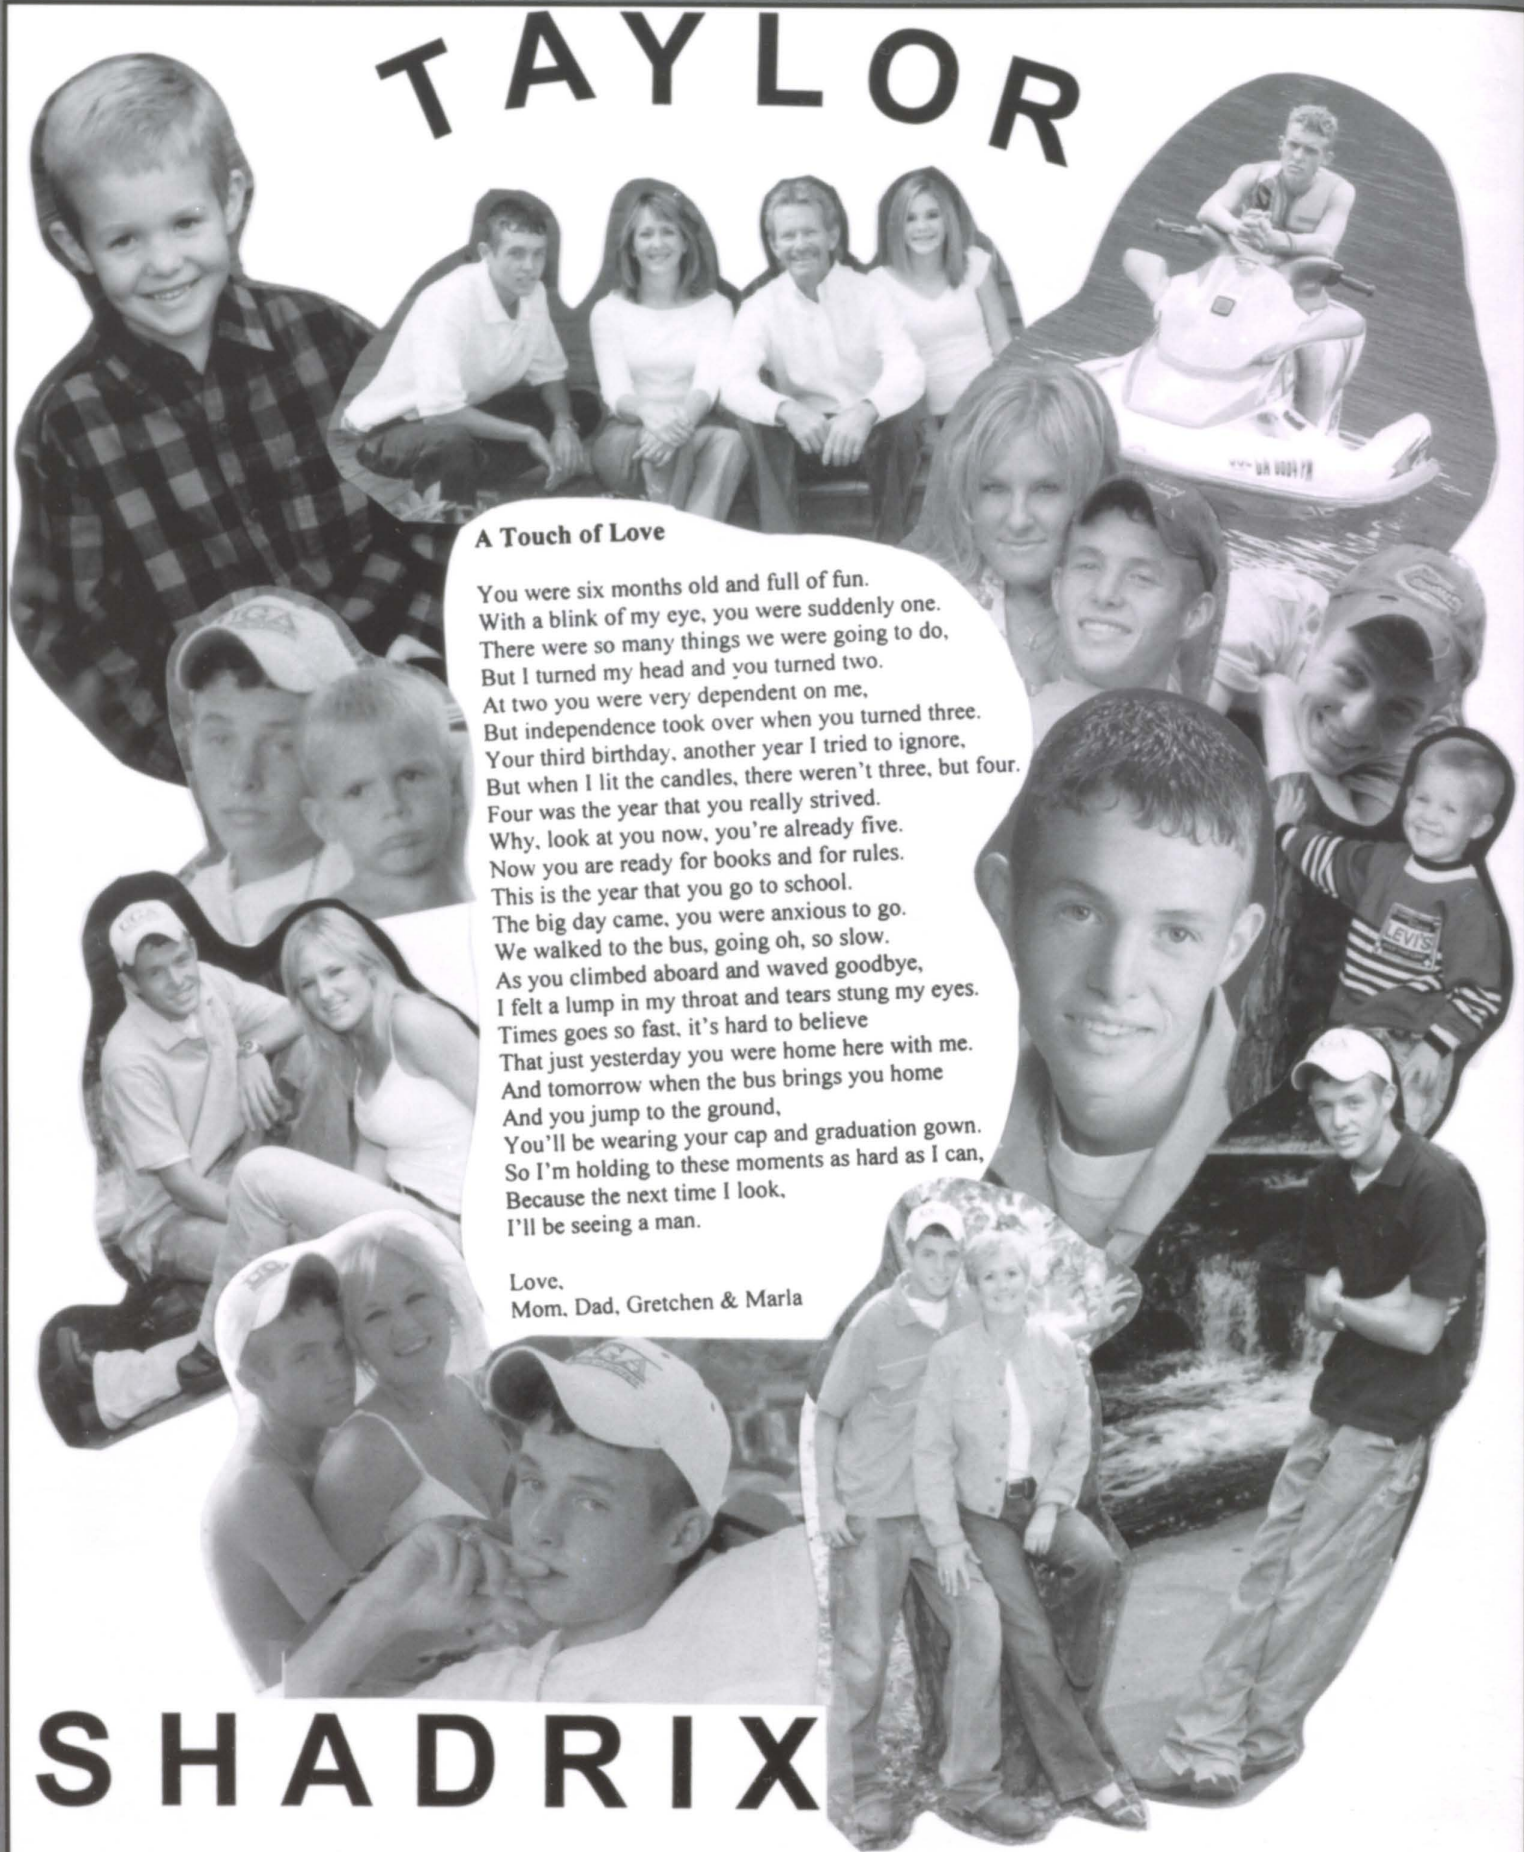 TAYLOR
A Touch of Love
You were six months old and full of fun.
With a blink of my eye, you were suddenly one.
There were so many things we were going to do,
But I turned my head and you turned two.
At two you were very dependent on me,
But independence took over when you turned three.
Your third birthday, another year I tried to ignore,
But when I lit the candles, there weren't three, but four.
Four was the year that you really strived.
Why, look at you now, you're already five.
Now you are ready for books and for rules.
This is the year that you go to school.
The big day came, you were anxious to go.
We walked to the bus, going oh, so slow.
As you climbed aboard and waved goodbye,
I felt a lump in my throat and tears stung my eyes.
Times goes so fast, it's hard to believe
That just yesterday you were home here with me.
And tomorrow when the bus brings you home
And you jump to the ground,
You'll be wearing your cap and graduation gown.
So I'm holding to these moments as hard as I can,
Because the next time I look,
I'll be seeing a man.
Love,
Mom, Dad, Gretchen & Marla
LEVI'S
UGA
SHADRIX